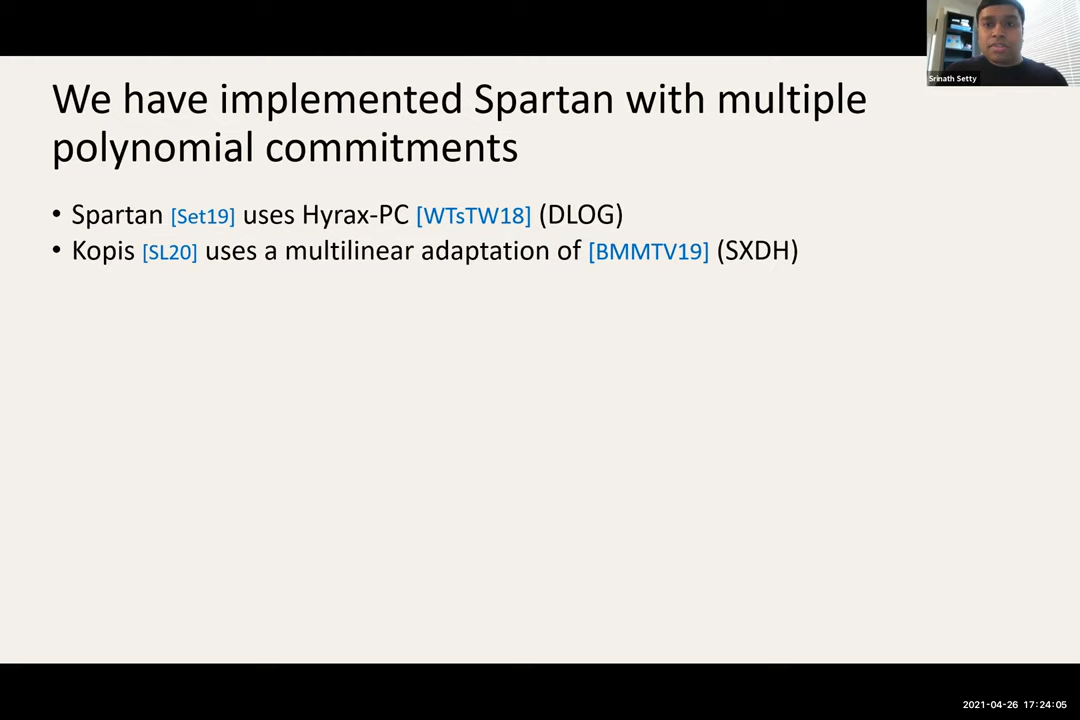 Srinath Setty
We have implemented Spartan with multiple
polynomial commitments
• Spartan [Set19] uses Hyrax-PC [WTsTW18] (DLOG)
• Kopis [SL20] uses a multilinear adaptation of [BMMTV19] (SXDH)
2021-04-26 17:24:05